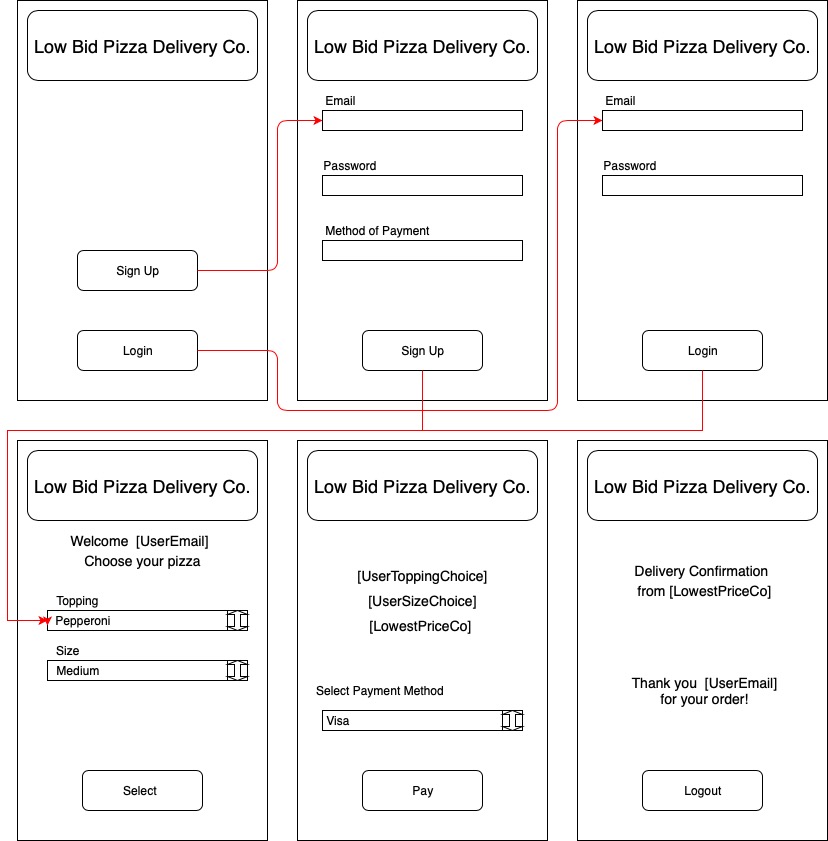 Low Bid Pizza Delivery Co.
Sign Up
Login
Low Bid Pizza Delivery Co.
Email
Password
Method of Payment
Sign Up
Low Bid Pizza Delivery Co.
Email
Password
Login
Low Bid Pizza Delivery Co.
Welcome [UserEmail]
Choose your pizza
Topping
Pepperoni
Size
Medium
Select
Low Bid Pizza Delivery Co.
[UserToppingChoice]
[UserSizeChoice]
[LowestPriceCo]
Select Payment Method
Visa
Pay
Low Bid Pizza Delivery Co.
Delivery Confirmation
from [LowestPriceCo]
Thank you [UserEmail]
for your order!
Logout